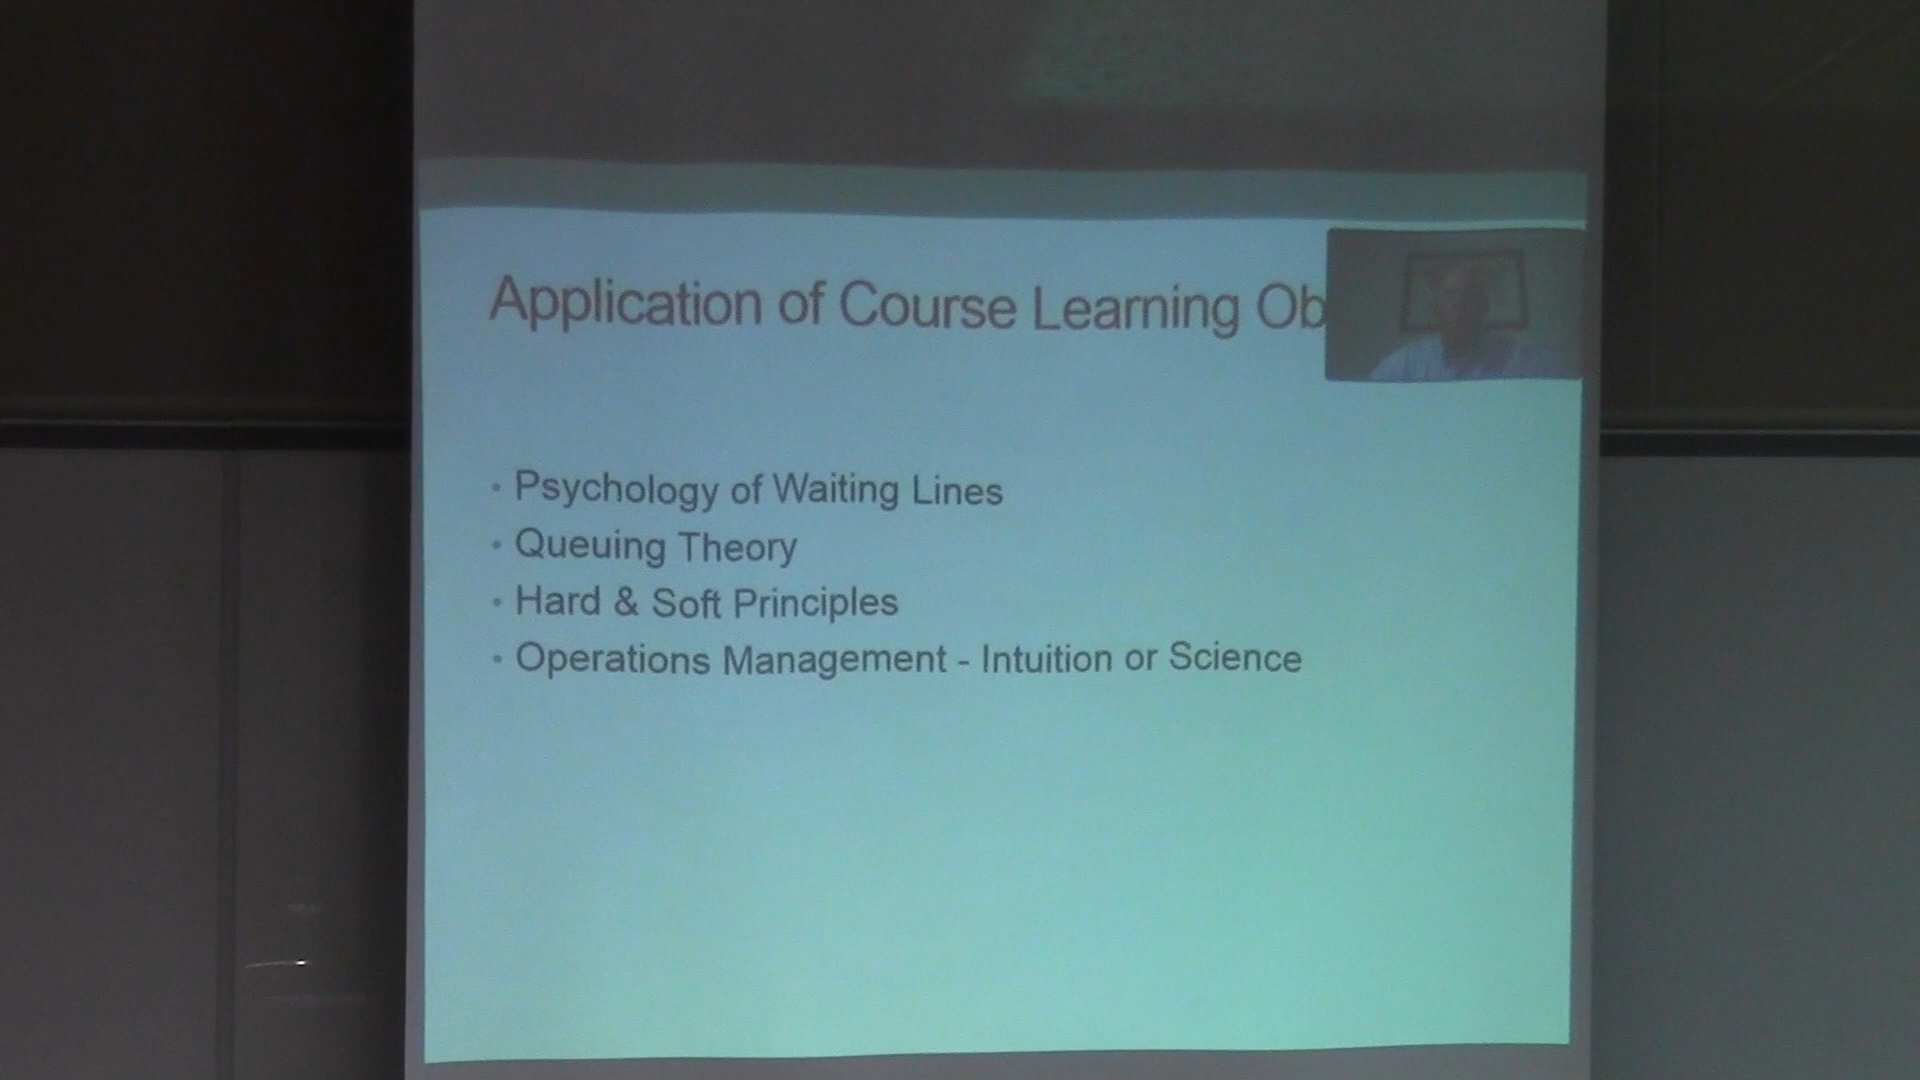 Application of Course Learning Ob
• Psychology of Waiting Lines
• Queuing Theory
• Hard & Soft Principles
• Operations Management - Intuition or Science